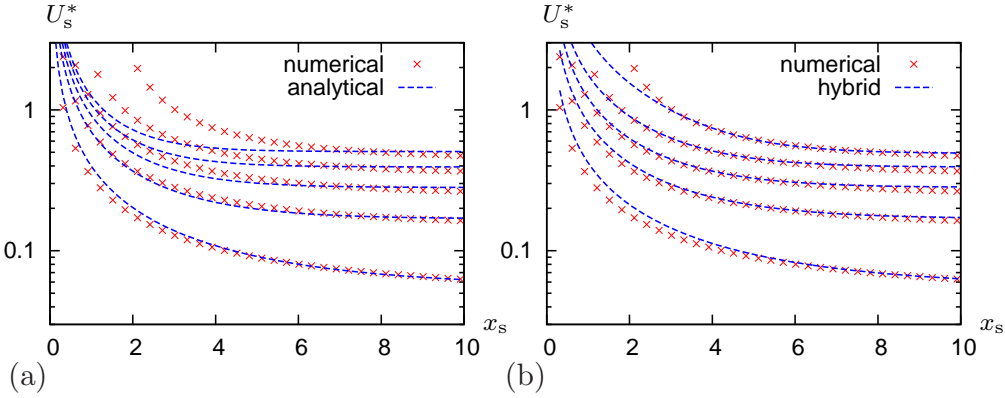 U*s U*s
numerical numerical
analytical hybrid
1 1
0.1 0.1
xs xs
0 2 4 6 8 10 0 2 4 6 8 10
(a) (b)